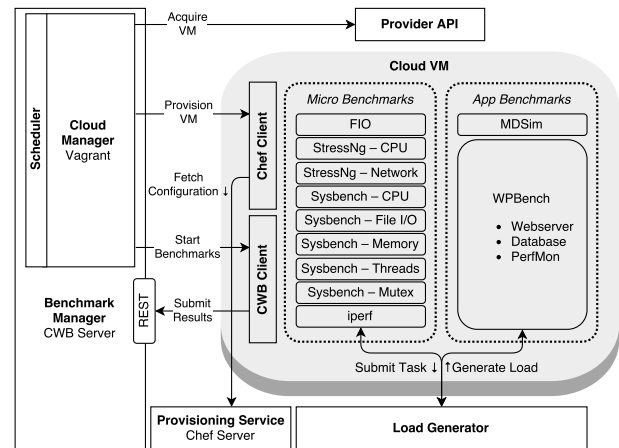 Acquire
VM
Provider API
Scheduler
Cloud
Manager
Vagrant
Cloud VM
Provision
VM
Chef Client
Fetch
Configuration ↓
Start
Benchmarks
CWB Client
Benchmark
Manager
CWB Server
REST
Submit
Results
Micro Benchmarks
FIO
StressNg – CPU
StressNg – Network
Sysbench – CPU
Sysbench – File I/O
Sysbench – Memory
Sysbench – Threads
Sysbench – Mutex
iperf
App Benchmarks
MDSim
WPBench
• Webserver
• Database
• PerfMon
Submit Task ↓ ↑Generate Load
Provisioning Service
Chef Server
Load Generator